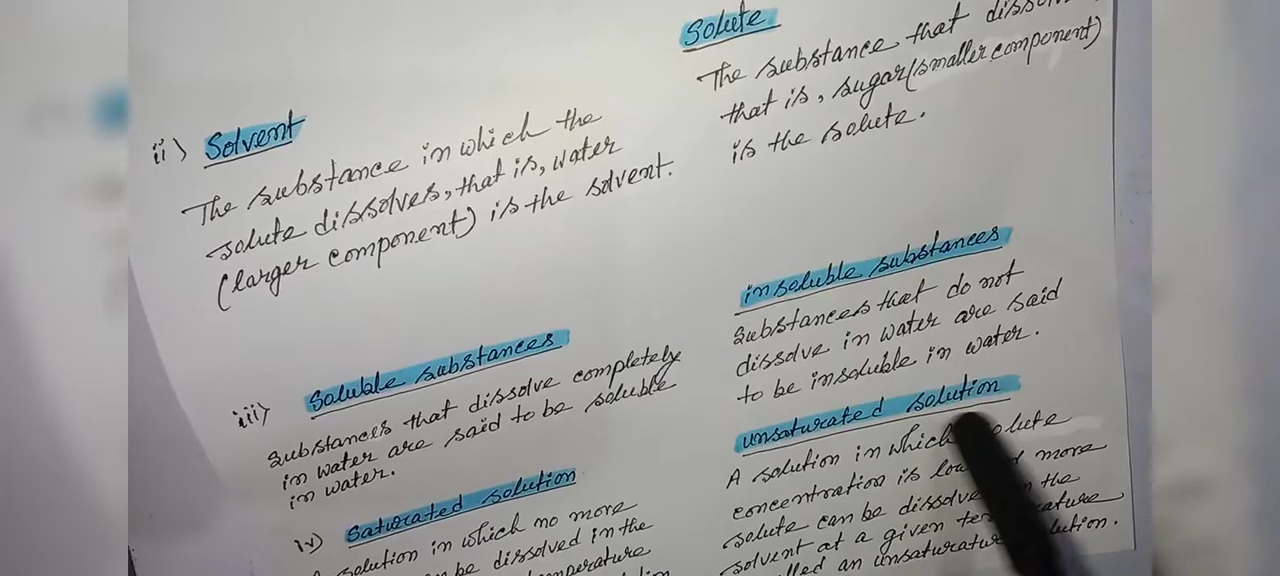 Solute
The substance that
that is, sugar (smaller component)
is the solute.
ii) Solvent
The substance in which the
solute dissolves, that is, water
(larger component) is the solvent.
insoluble substances
substances that do not
dissolve in water are said
to be insoluble in water.
iii) Soluble substances
substances that dissolve completely
in water are said to be soluble
in water.
unsaturated solution
A solution in which solute
concentration is more
solute can be the
solvent at a given
an
iv) Saturated solution
solution in which no more
be dissolved in the